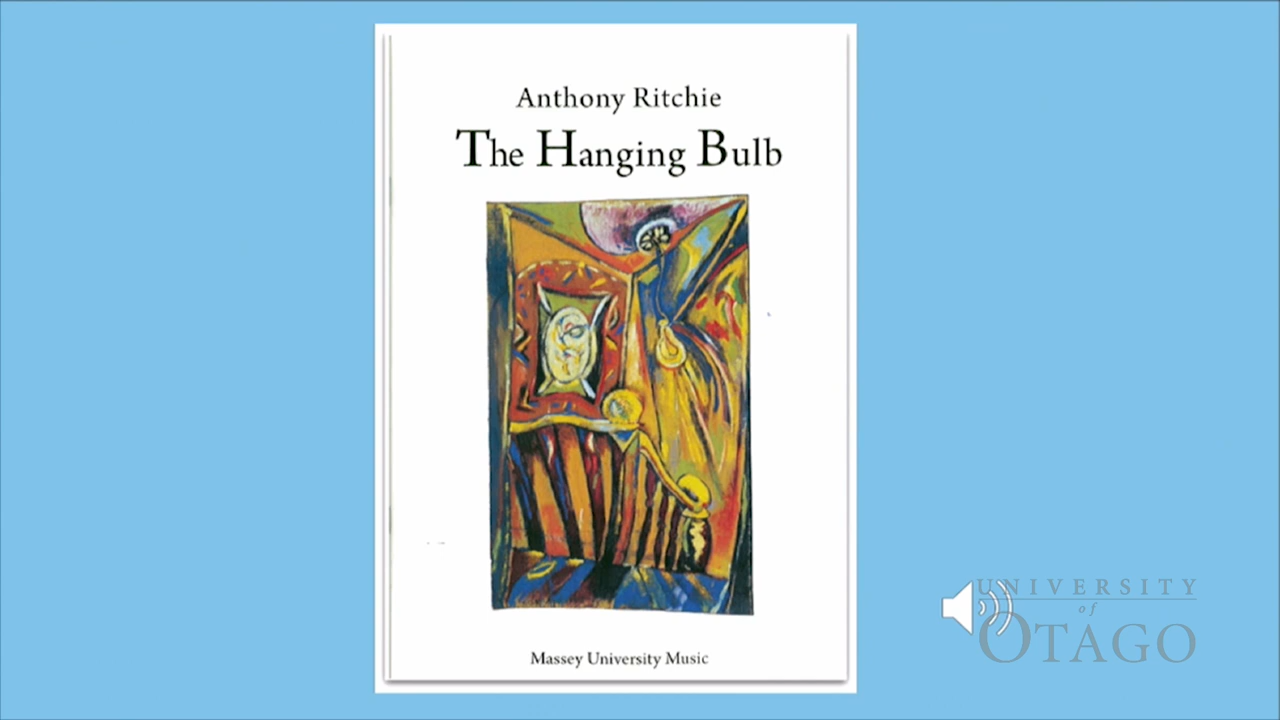 Anthony Ritchie
The Hanging Bulb
Massey University Music
UNIVERSITY
of
OTAGO